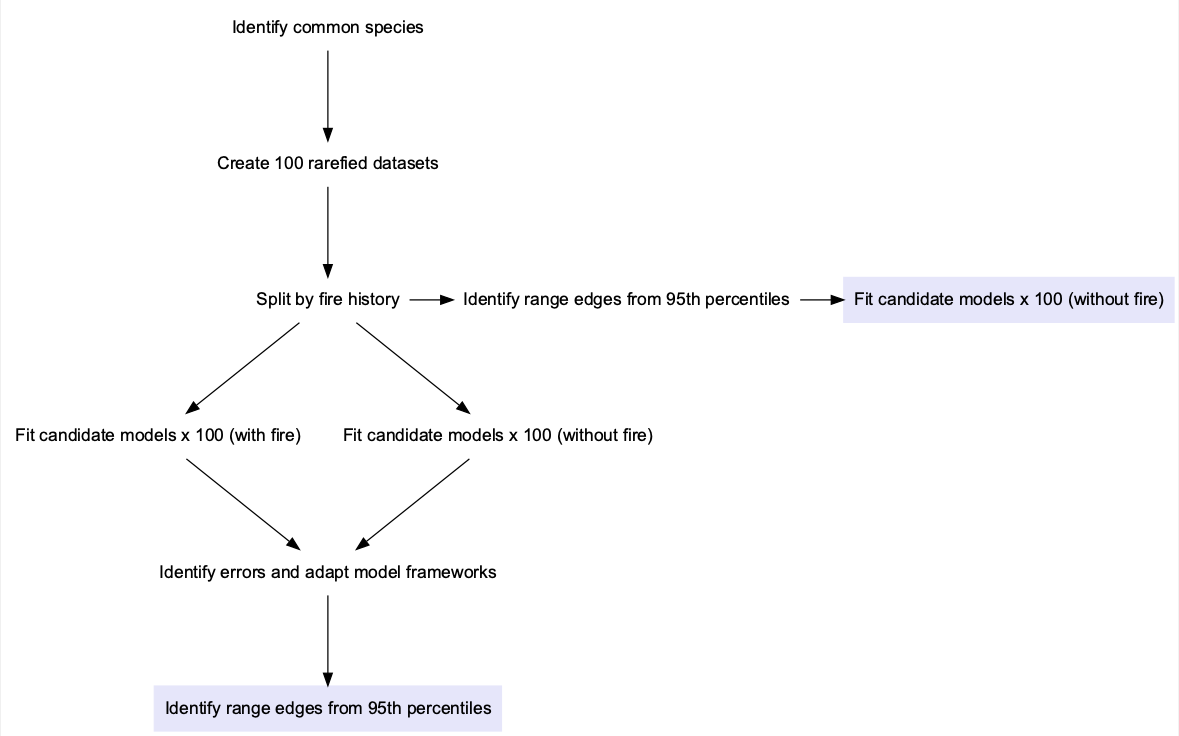 Identify common species
Create 100 rarefied datasets
Split by fire history
Identify range edges from 95th percentiles
Fit candidate models x 100 (without fire)
Fit candidate models x 100 (with fire)
Fit candidate models x 100 (without fire)
Identify errors and adapt model frameworks
Identify range edges from 95th percentiles